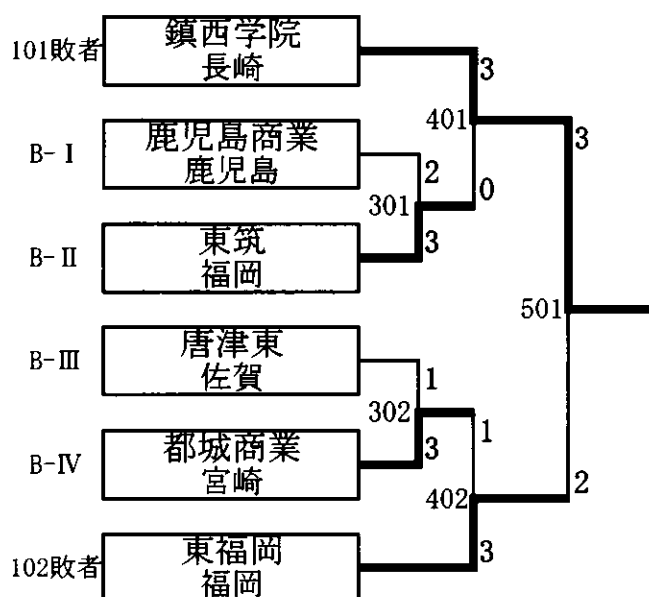 101敗者
鎮西学院
長崎
3
401
B-Ⅰ
鹿児島商業
鹿児島
2
3
301
0
B-Ⅱ
東筑
福岡
3
501
B-Ⅲ
唐津東
佐賀
1
302
1
B-Ⅳ
都城商業
宮崎
3
402
2
102敗者
東福岡
福岡
3